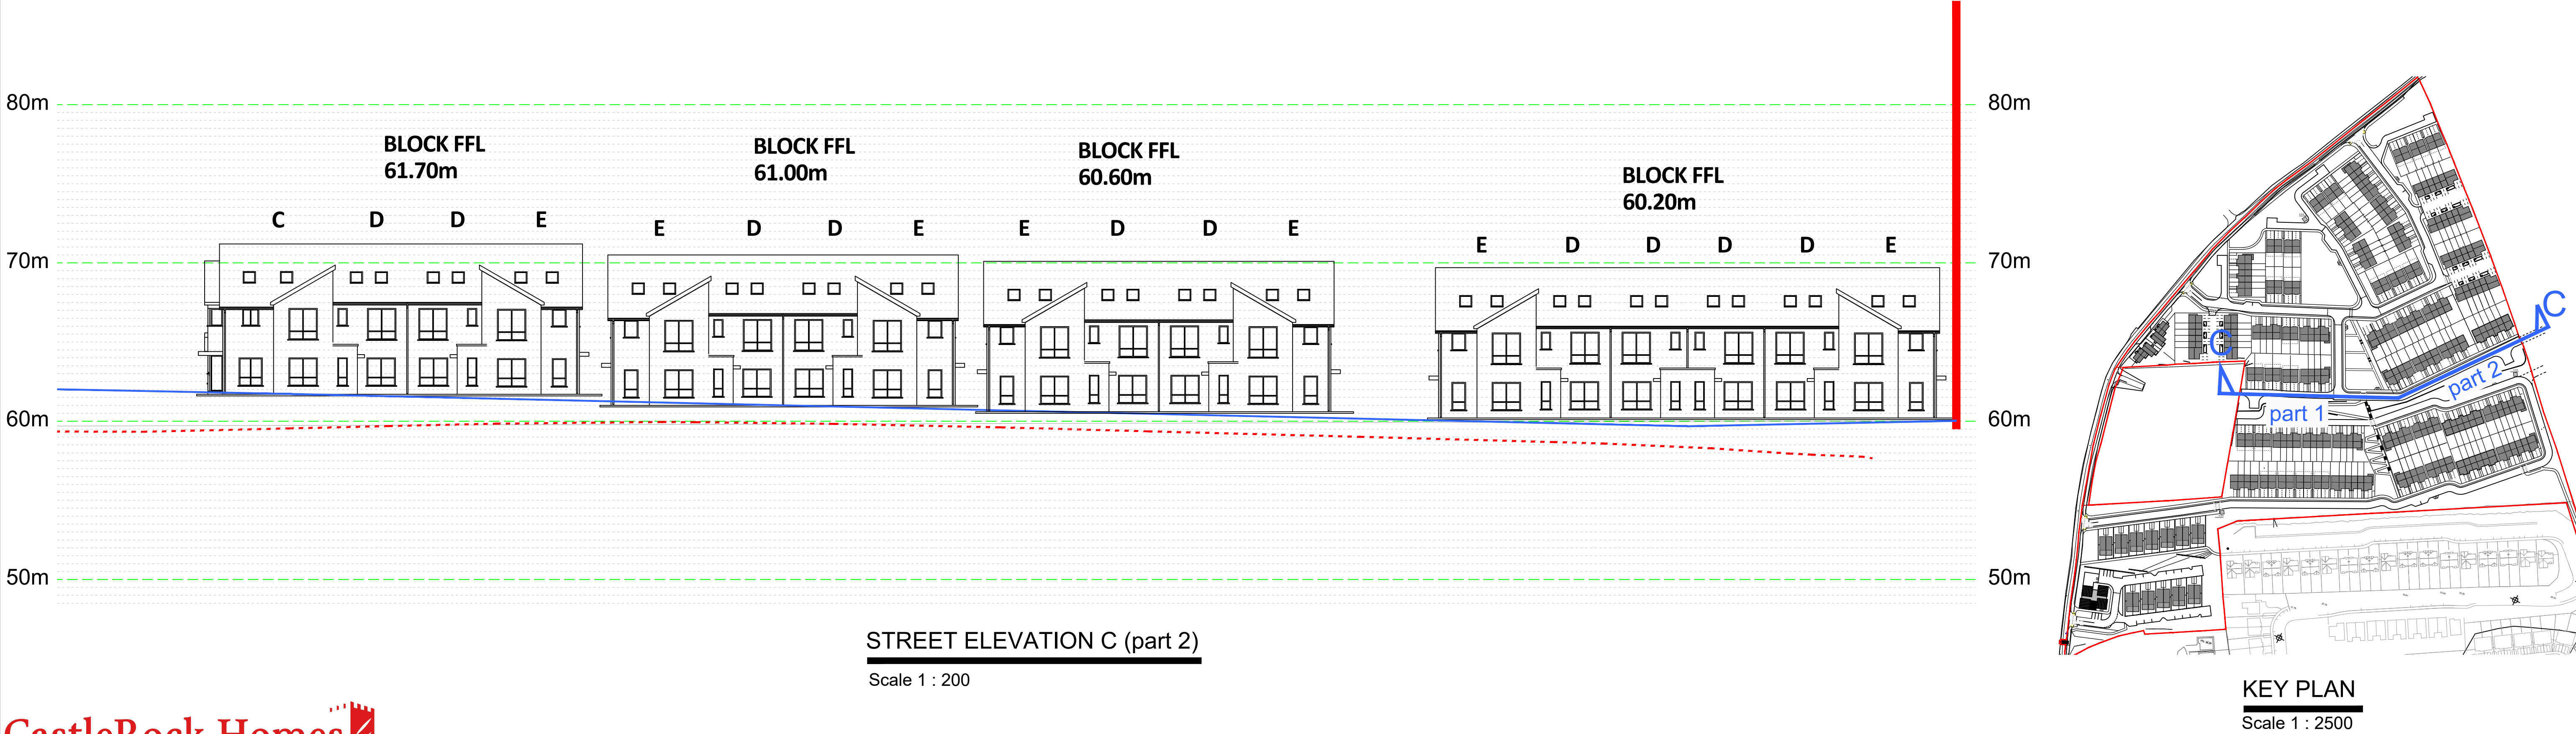 80m
70m
60m
50m
BLOCK FFL
61.70m
BLOCK FFL
61.00m
BLOCK FFL
60.60m
BLOCK FFL
60.20m
C D D E
E D D E
E D D E
E D D D D E
80m
70m
60m
50m
STREET ELEVATION C (part 2)
Scale 1 : 200
CastleRock Homes
C
C
part 1
part 2
KEY PLAN
Scale 1 : 2500